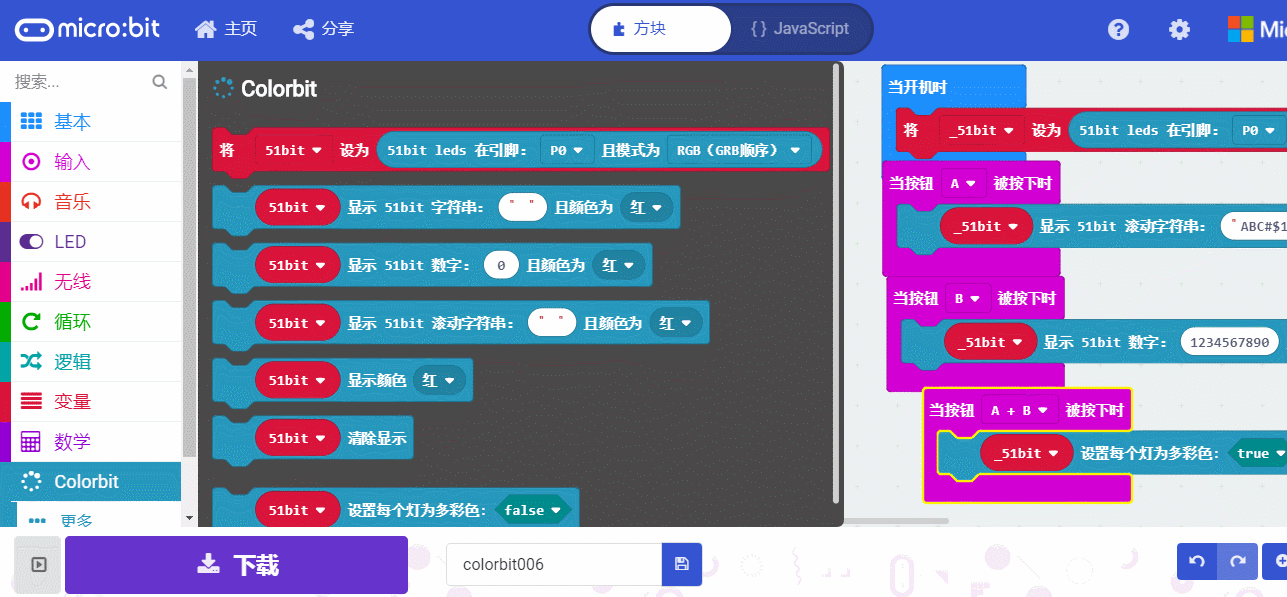 micro:bit 主页 分享 方块 {} JavaScript ? Mi
搜索...
基本
输入
音乐
LED
无线
循环
逻辑
变量
数学
Colorbit
更多
Colorbit
将 51bit 设为 51bit leds 在引脚： P0 且模式为 RGB（GRB顺序）
51bit 显示 51bit 字符串： " " 且颜色为 红
51bit 显示 51bit 数字： 0 且颜色为 红
51bit 显示 51bit 滚动字符串： " " 且颜色为 红
51bit 显示颜色 红
51bit 清除显示
51bit 设置每个灯为多彩色： false
当开机时
将 _51bit 设为 51bit leds 在引脚： P0
当按钮 A 被按下时
_51bit 显示 51bit 滚动字符串： "ABC#$1
当按钮 B 被按下时
_51bit 显示 51bit 数字： 1234567890
当按钮 A + B 被按下时
_51bit 设置每个灯为多彩色： true
下载
colorbit006